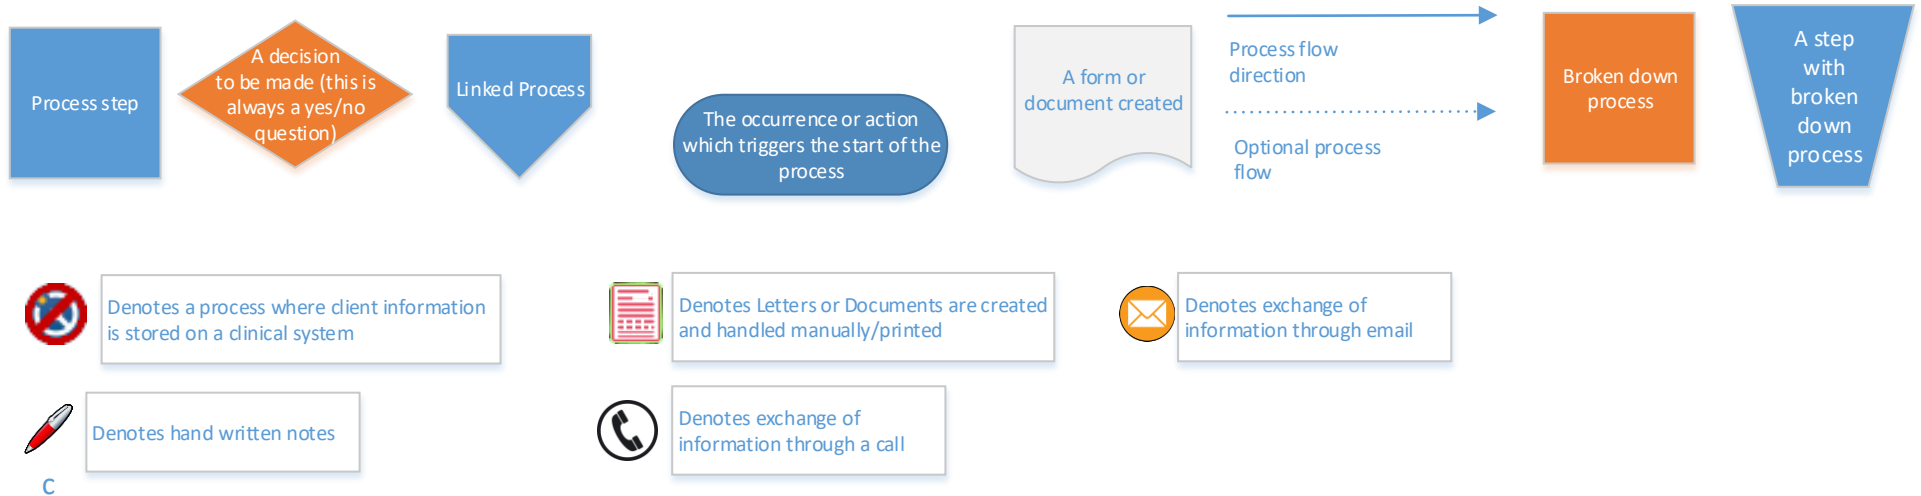 Process step
A decision
to be made (this is
always a yes/no
question)
Linked Process
The occurrence or action
which triggers the start of the
process
A form or
document created
Process flow
direction
Optional process
flow
Broken down
process
A step
with
broken
down
process
Denotes a process where client information
is stored on a clinical system
Denotes Letters or Documents are created
and handled manually/printed
Denotes exchange of
information through email
Denotes hand written notes
Denotes exchange of
information through a call
C